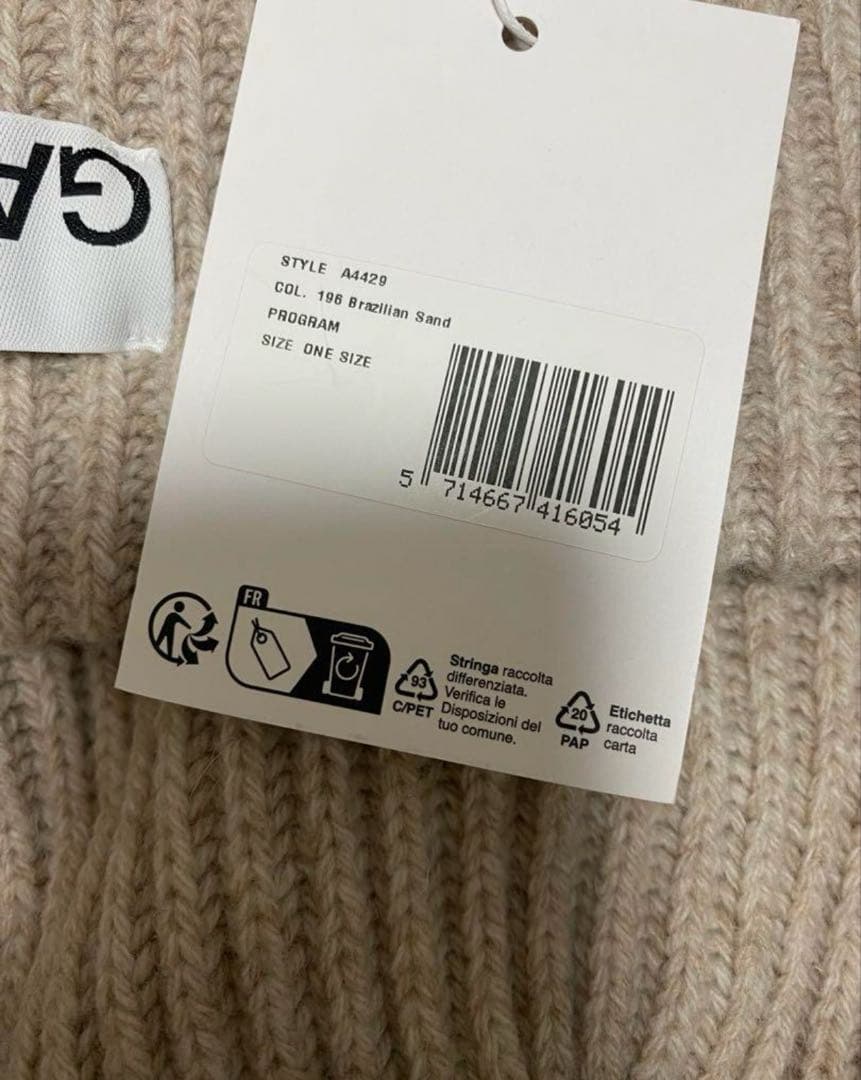 GA
STYLE A4429
COL. 196 Brazilian Sand
PROGRAM
SIZE ONE SIZE
5 714667 416054
FR
93
C/PET
Stringa raccolta
differenziata.
Verifica le
Disposizioni del
tuo comune.
20
PAP
Etichetta
raccolta
carta